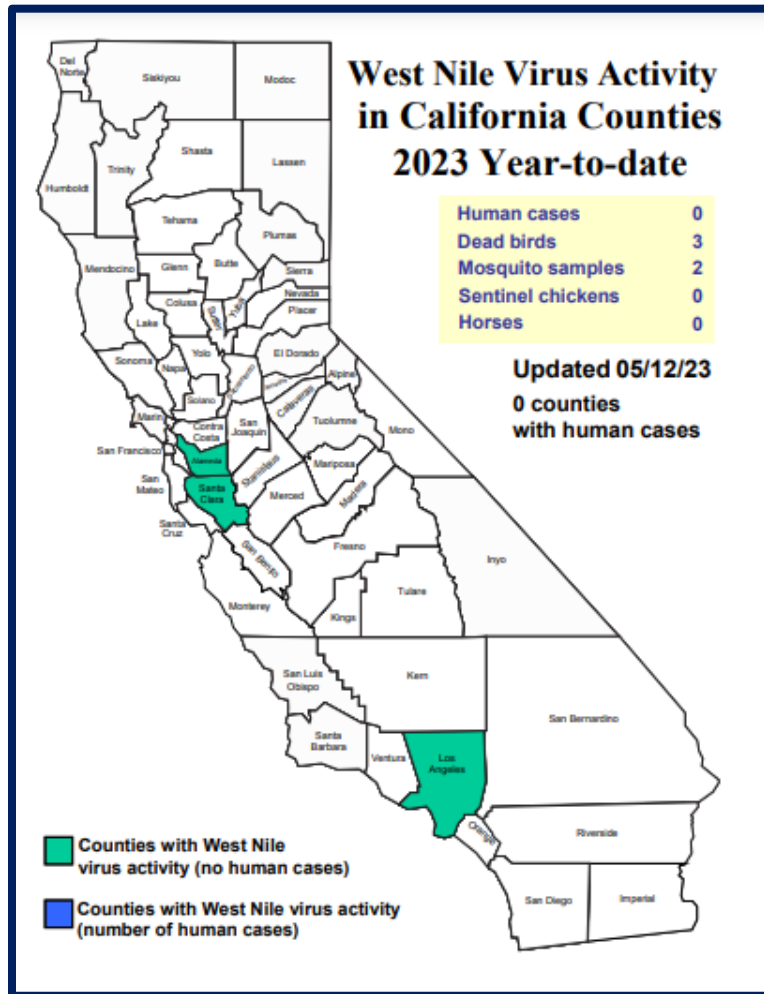 West Nile Virus Activity
in California Counties
2023 Year-to-date
Human cases 0
Dead birds 3
Mosquito samples 2
Sentinel chickens 0
Horses 0
Updated 05/12/23
0 counties
with human cases
Del
Norte
Siskiyou
Modoc
Humboldt
Trinity
Shasta
Lassen
Tehama
Plumas
Mendocino
Glenn
Butte
Sierra
Colusa
Sutter
Yuba
Nevada
Placer
Lake
Sonoma
Napa
Yolo
El Dorado
Alpine
Solano
Sacramento
Calaveras
Marin
Contra
Costa
San
Joaquin
Tuolumne
Mono
San Francisco
Alameda
Stanislaus
Mariposa
San
Mateo
Santa
Clara
Merced
Madera
Santa
Cruz
San Benito
Fresno
Inyo
Monterey
Kings
Tulare
San Luis
Obispo
Kern
San Bernardino
Santa
Barbara
Ventura
Los
Angeles
Orange
Riverside
San Diego
Imperial
Counties with West Nile
virus activity (no human cases)
Counties with West Nile virus activity
(number of human cases)